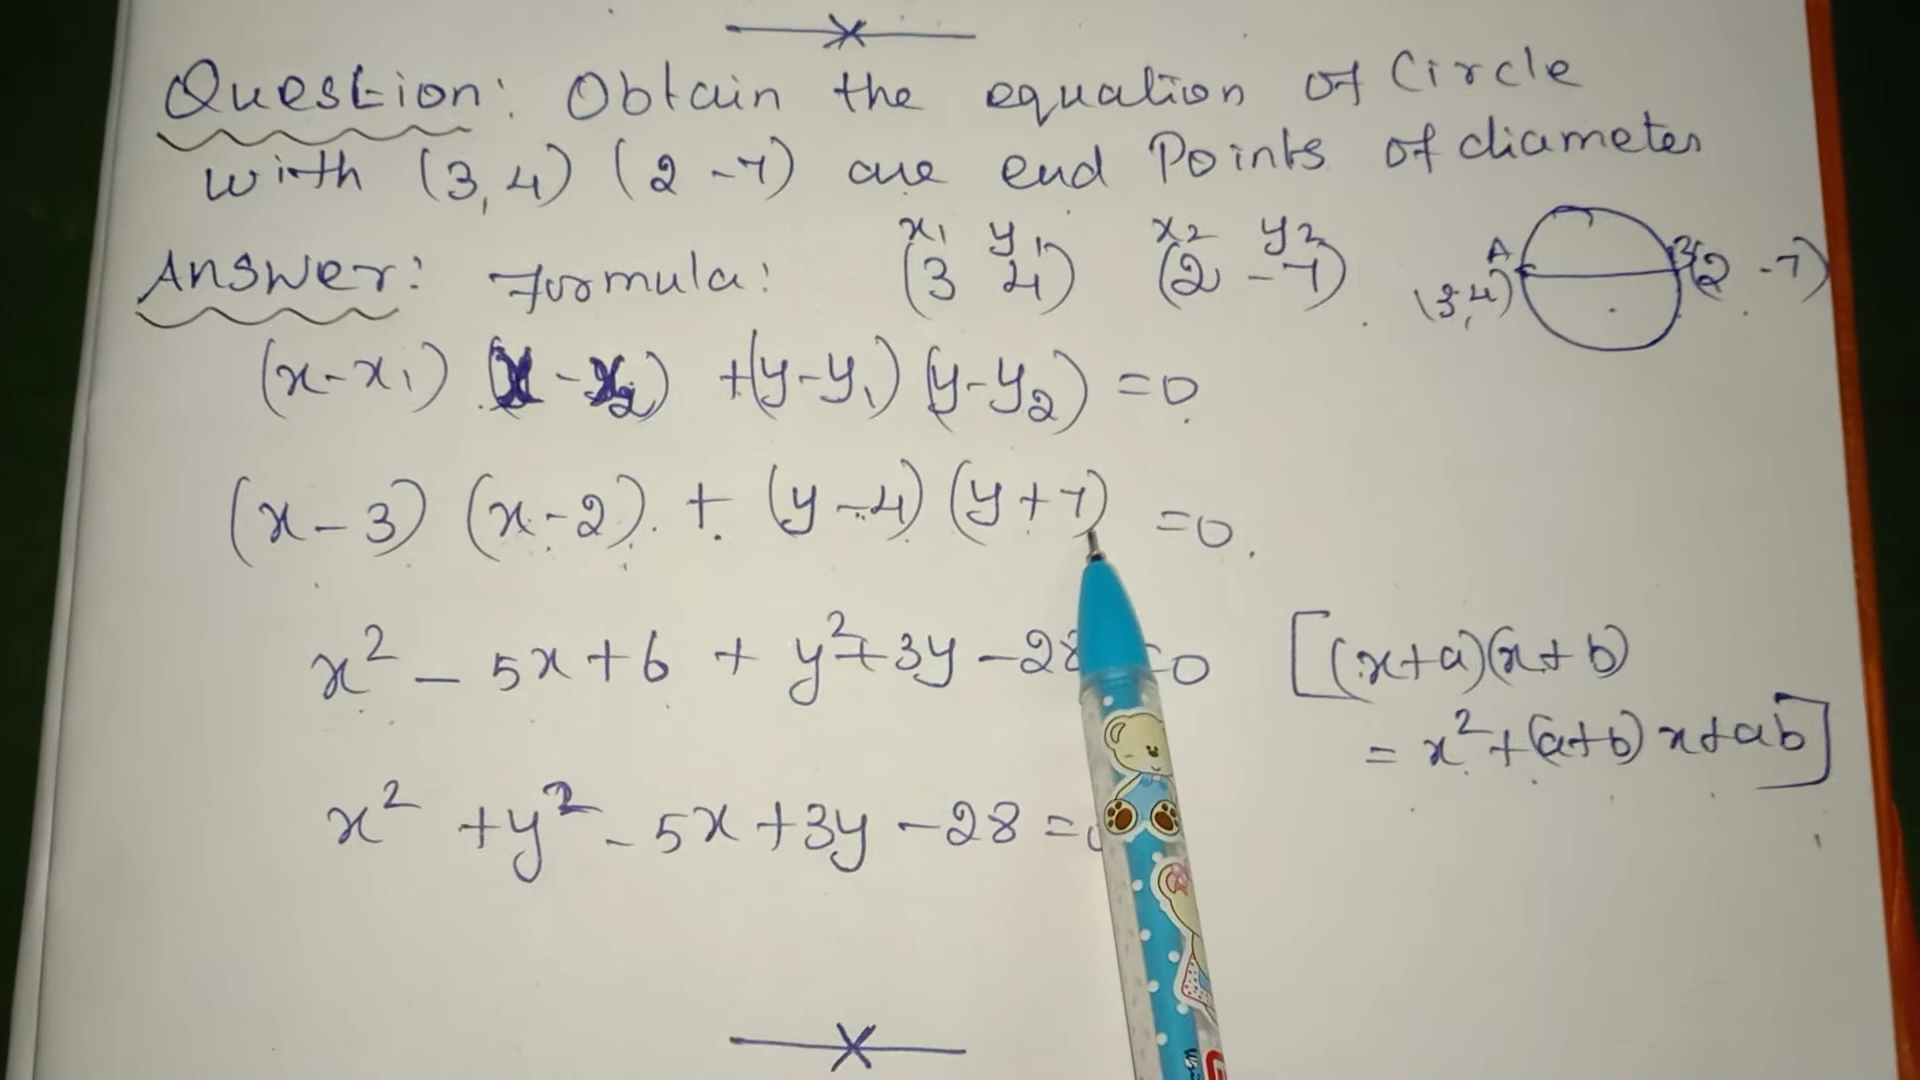 Question: Obtain the equation of Circle
with (3,4) (2 -7) are end Points of diameter
x₁ y₁ x₂ y₂
Answer: Formula: (3 4) (2 -7)
A B
(3,4) (2 -7)
(x-x₁) (x-x₂) +(y-y₁) (y-y₂) =0
(x-3) (x-2) + (y-4) (y+7) =0.
x² - 5x+6 + y²+3y-28 =0 [(x+a)(x+b)
= x²+(a+b)x+ab]
x² +y² - 5x+3y-28=0